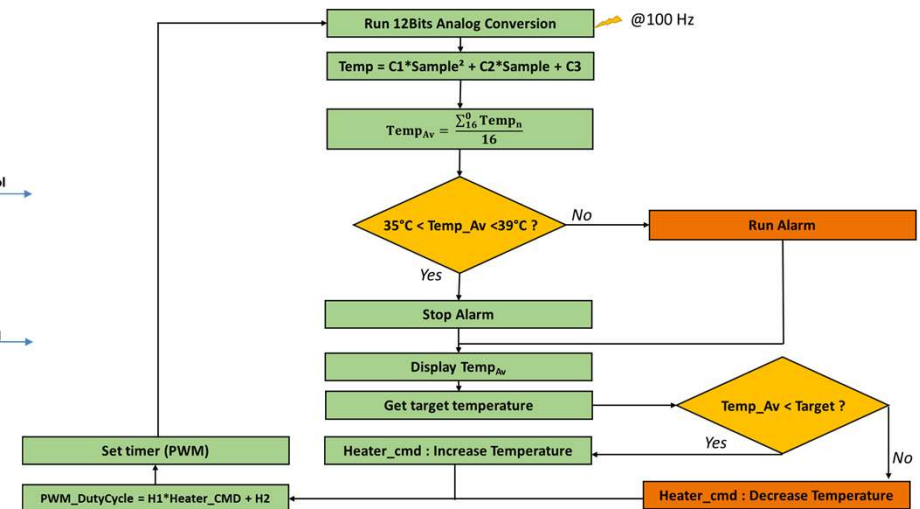 Run 12Bits Analog Conversion
@100 Hz
Temp = C1*Sample² + C2*Sample + C3
Temp_Av = ∑₁₆⁰ Temp_n / 16
35°C < Temp_Av <39°C ?
No
Run Alarm
Yes
Stop Alarm
Display Temp_Av
Get target temperature
Temp_Av < Target ?
Yes
No
Heater_cmd : Increase Temperature
Heater_cmd : Decrease Temperature
PWM_DutyCycle = H1*Heater_CMD + H2
Set timer (PWM)